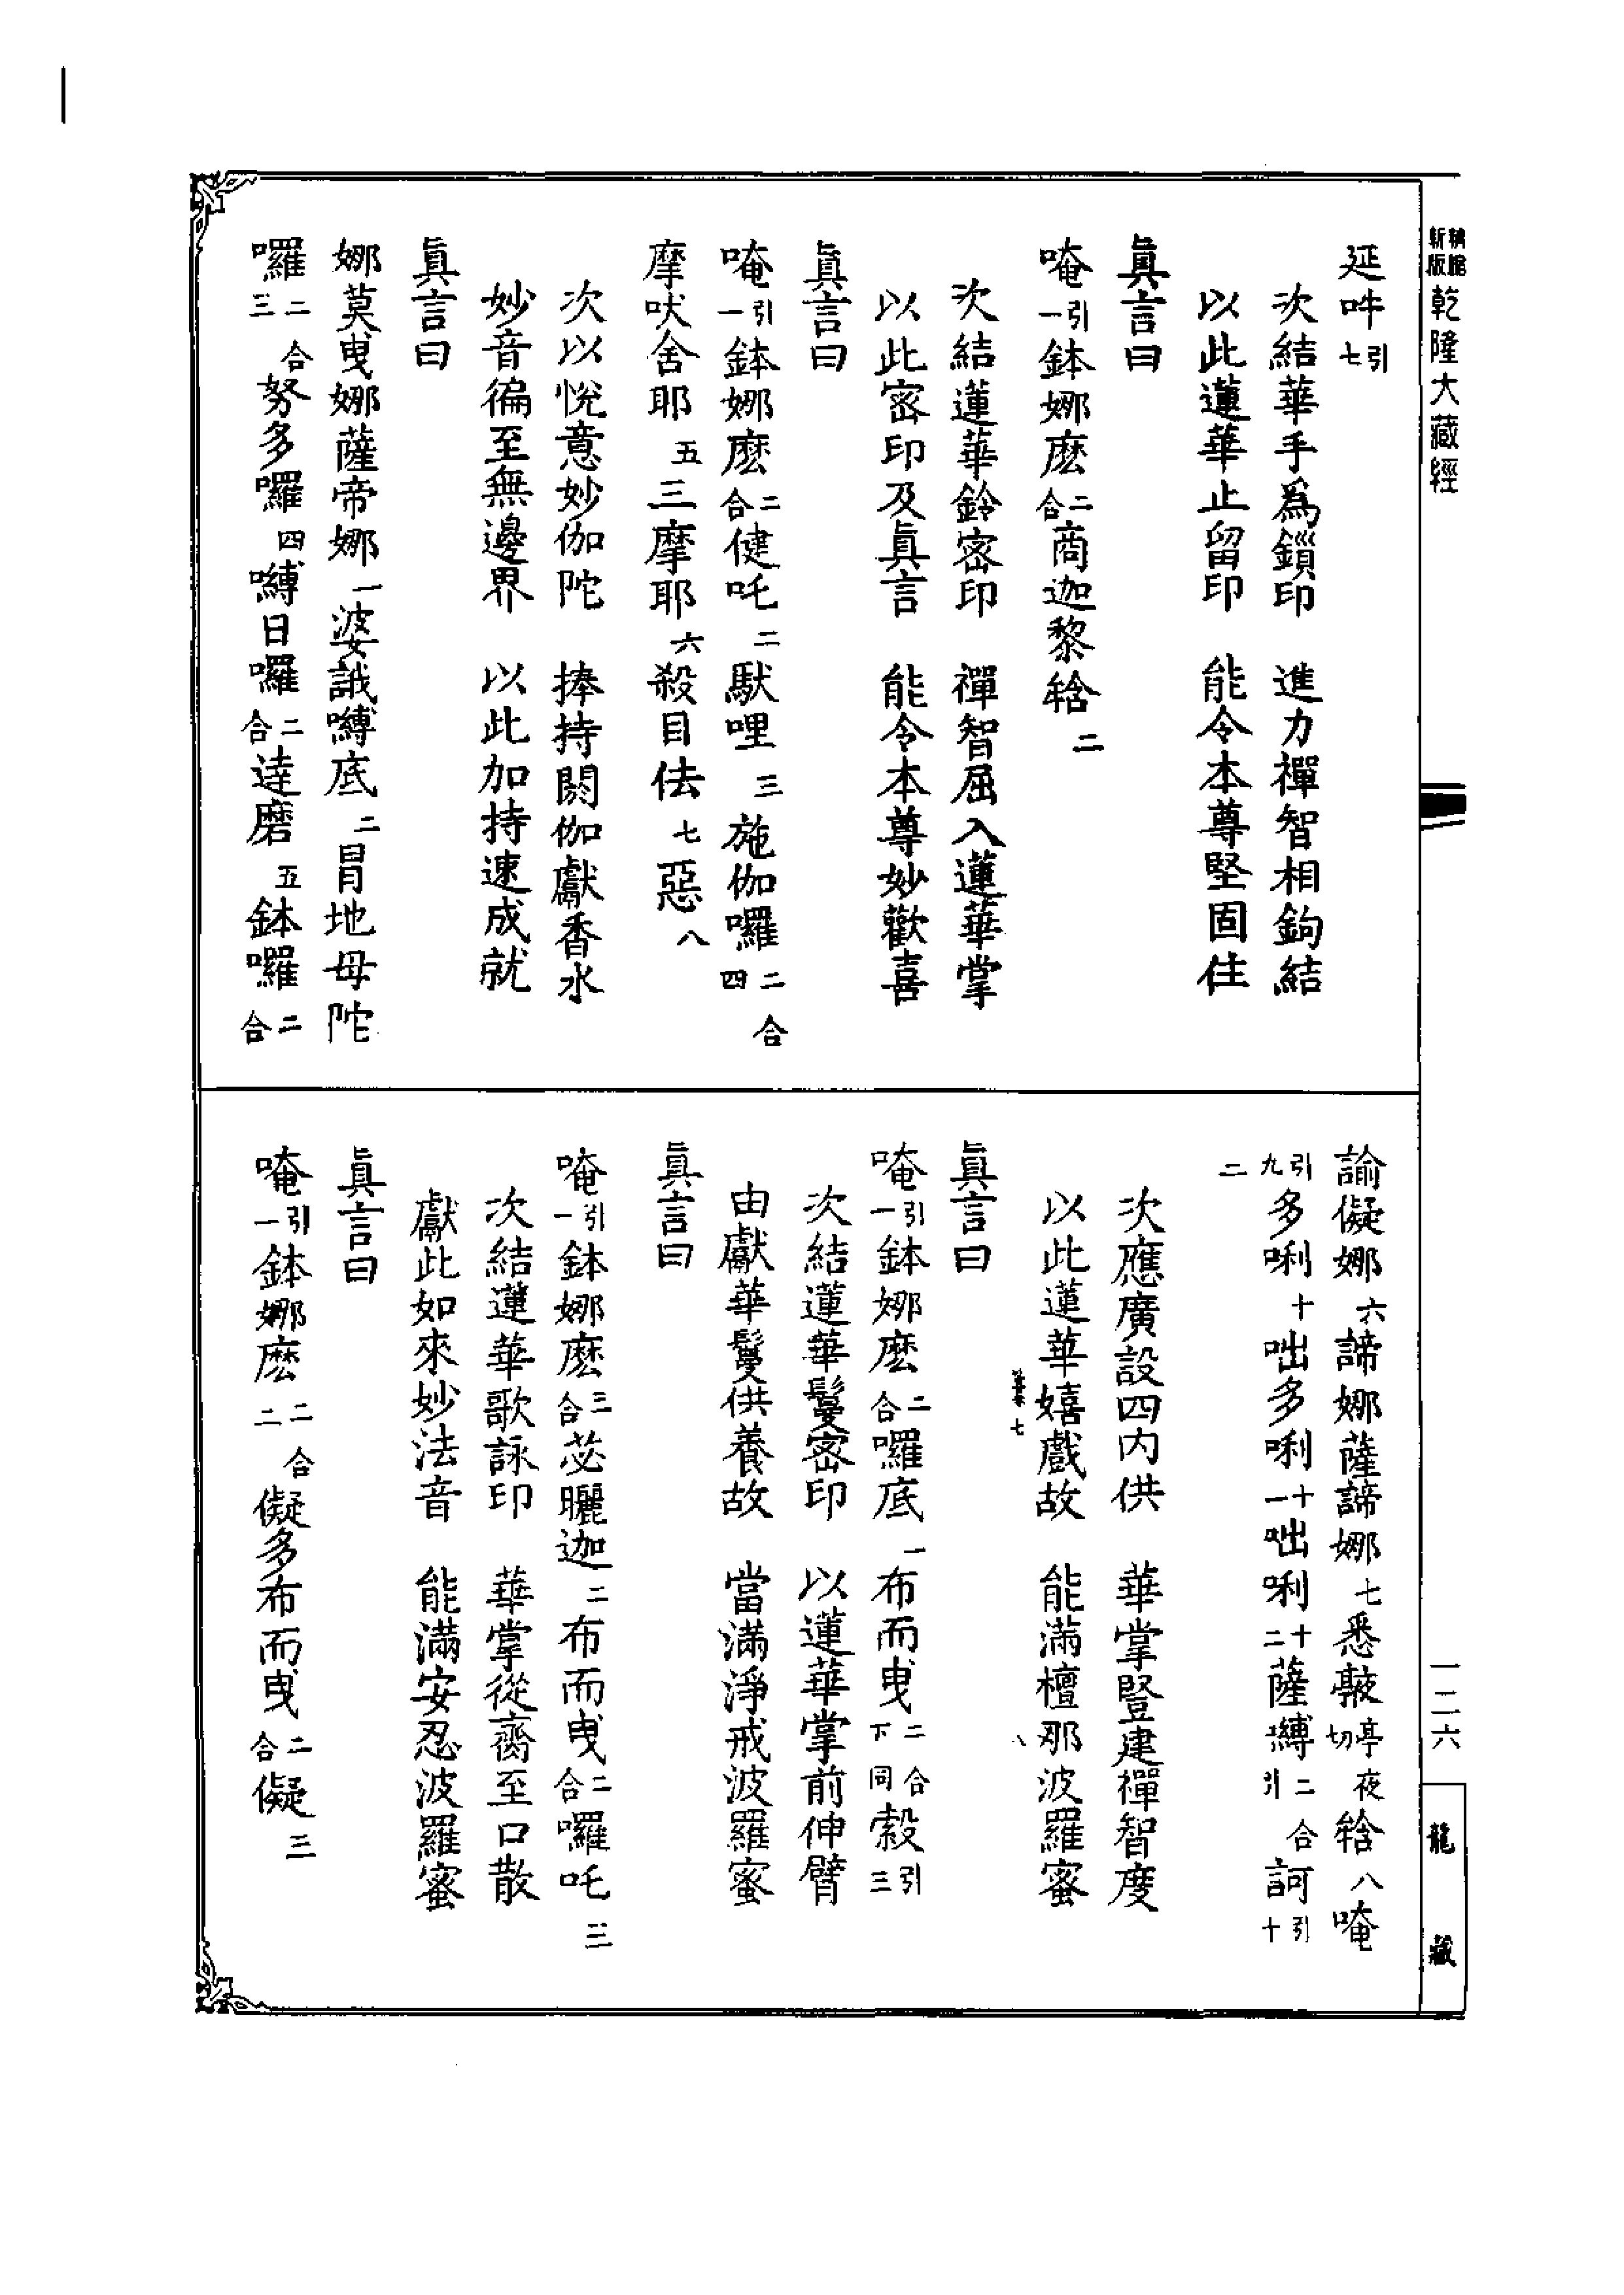 新版
乾隆大藏經
一二六
龍藏
延吽引七
次結華手爲鎖印　進力禪智相鉤結
以此蓮華止留印　能令本尊堅固住
眞言曰
唵引一鉢娜麽二合商迦黎䤈二
次結蓮華鈴密印　禪智屈入蓮華掌
以此密印及眞言　能令本尊妙歡喜
眞言曰
唵引一鉢娜麽二合健吒二馱哩三施伽囉二合四
摩吠舍耶五三摩耶六殺目佉七惡八
次以悅意妙伽陀　捧持閼伽獻香水
妙音徧至無邊界　以此加持速成就
眞言曰
娜莫曳娜薩帝娜一婆誐嚩底二冒地母陀
囉二合三努多囉四嚩日囉二合達磨五鉢囉二合
諭儗娜六諦娜薩諦娜七悉㗚亭夜切䤈八唵
引九多唎十咄多唎十一咄唎十二薩嚩二合引訶引十
二
次應廣設四内供　華掌豎建禪智度
以此蓮華嬉戲故　能滿檀那波羅蜜
七
八
眞言曰
唵引一鉢娜麽二合囉底一布而曳二合下同穀引三
次結蓮華鬘密印　以蓮華掌前伸臂
由獻華鬘供養故　當滿淨戒波羅蜜
眞言曰
唵引一鉢娜麽三合苾曬迦二布而曳二合囉吒三
次結蓮華歌詠印　華掌從臍至口散
獻此如來妙法音　能滿安忍波羅蜜
眞言曰
唵引一鉢娜麽二合二儗多布而曳二合儗三